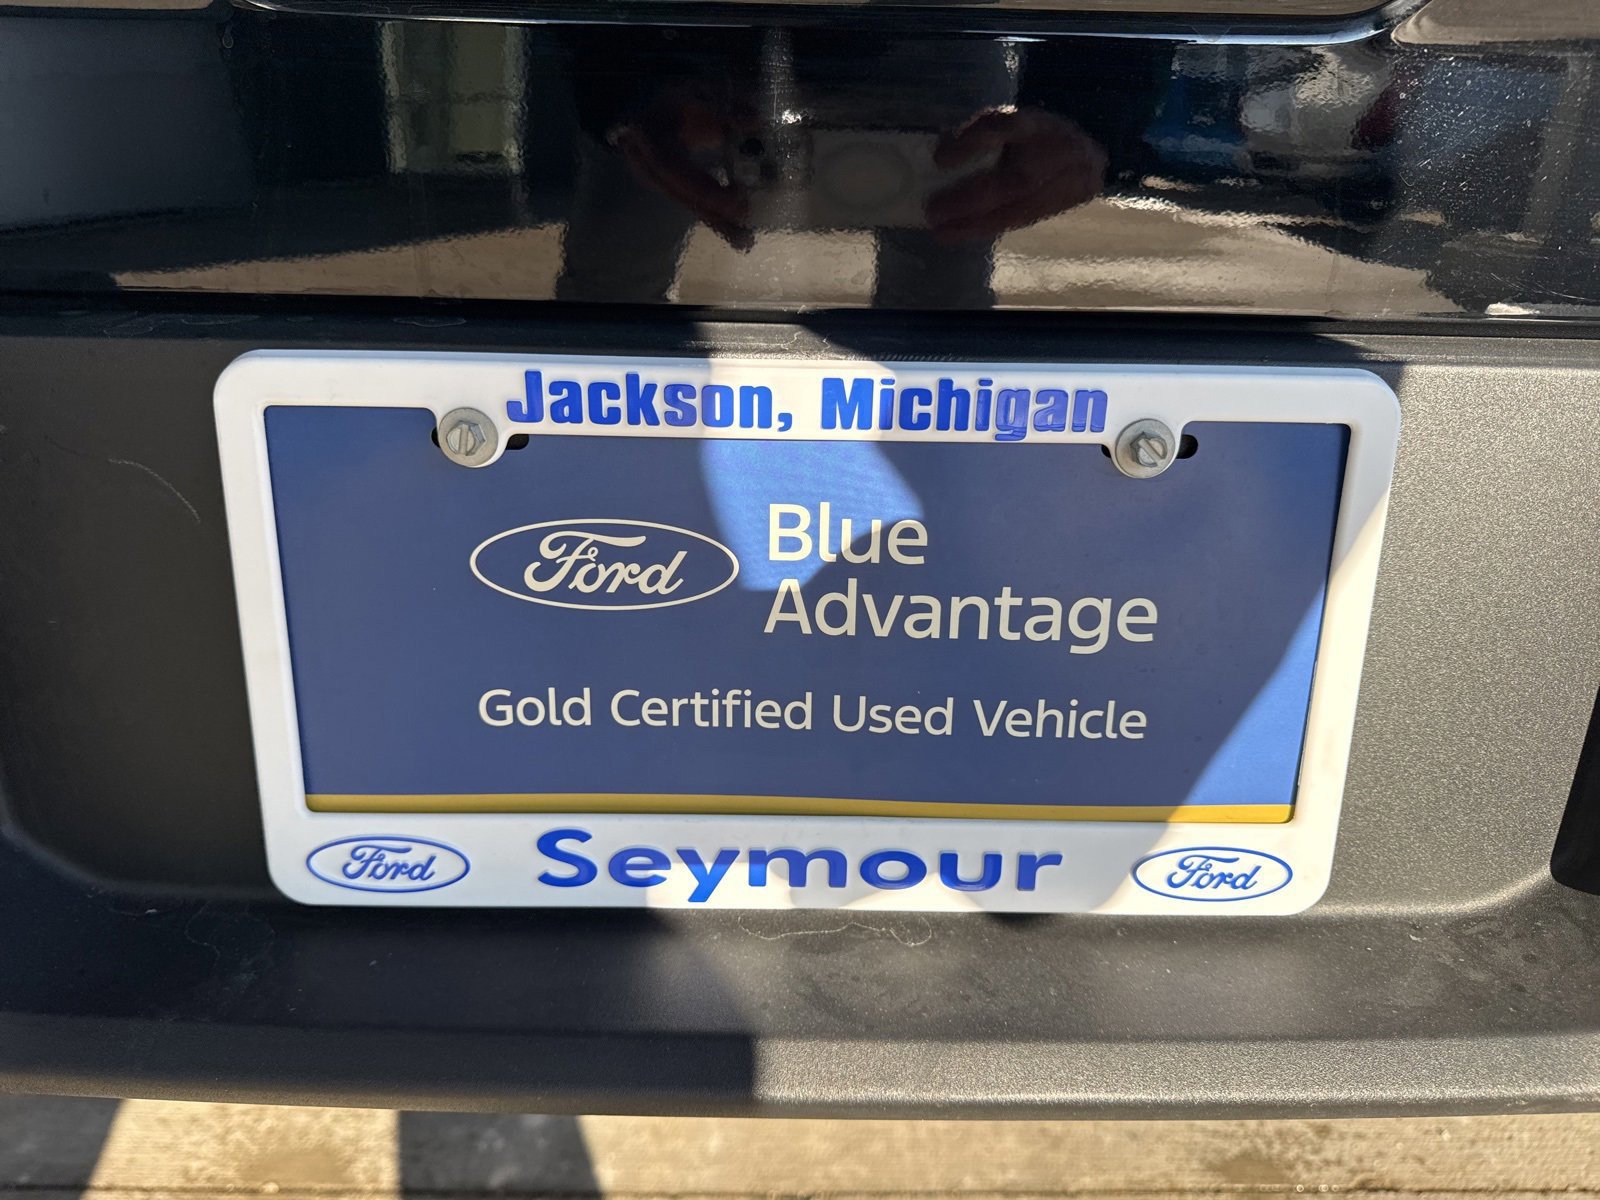 Jackson, Michigan
Ford
Blue
Advantage
Gold Certified Used Vehicle
Ford Seymour Ford